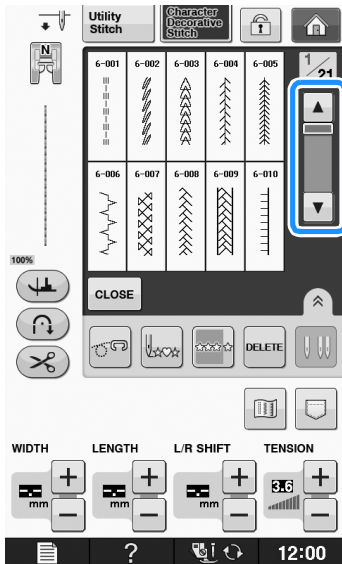 Utility
Stitch
Character
Decorative
Stitch
N
6-001 6-002 6-003 6-004 6-005
1/21
6-006 6-007 6-008 6-009 6-010
100%
CLOSE
DELETE
WIDTH LENGTH L/R SHIFT TENSION
-.-- mm + - -.-- mm + - -.-- mm + - 3.6 + -
? 12:00